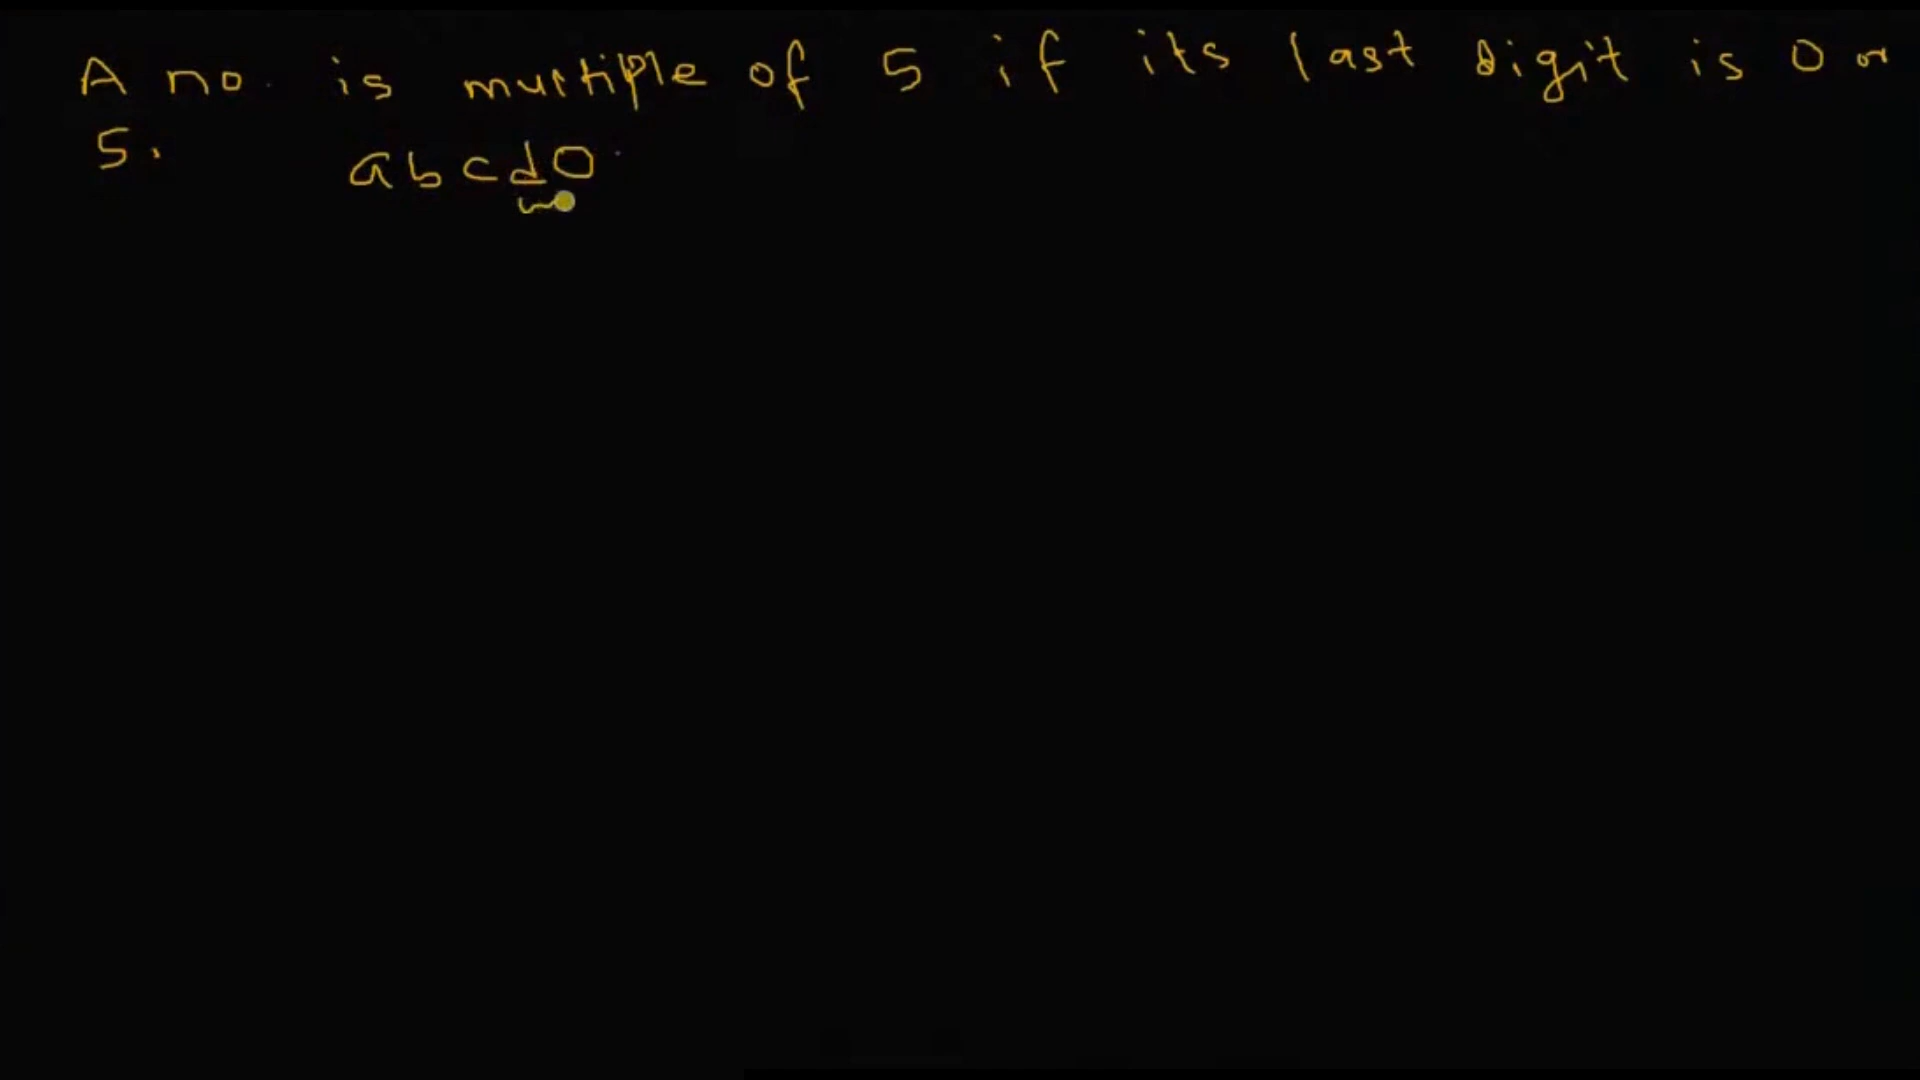 A no. is multiple of 5 if its last digit is 0 or
5. abcd0